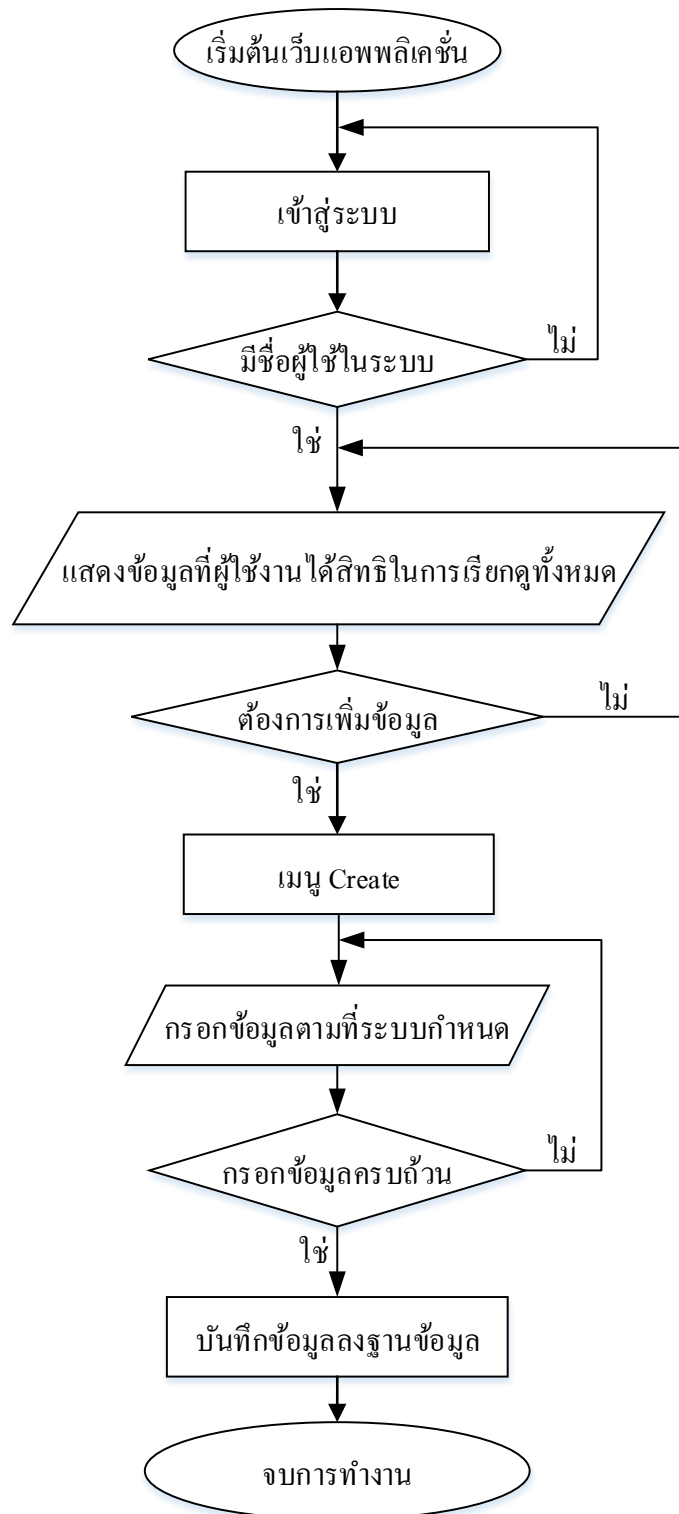 เริ่มต้นเว็บแอพพลิเคชั่น
เข้าสู่ระบบ
มีชื่อผู้ใช้ในระบบ
ไม่
ใช่
แสดงข้อมูลที่ผู้ใช้งานได้สิทธิในการเรียกดูทั้งหมด
ต้องการเพิ่มข้อมูล
ไม่
ใช่
เมนู Create
กรอกข้อมูลตามที่ระบบกำหนด
กรอกข้อมูลครบถ้วน
ไม่
ใช่
บันทึกข้อมูลลงฐานข้อมูล
จบการทำงาน